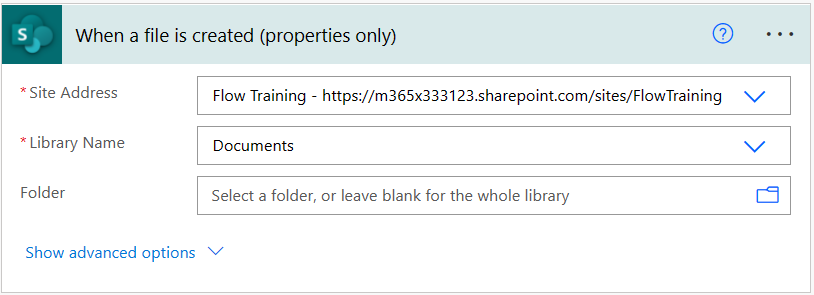 When a file is created (properties only)
* Site Address
Flow Training - https://m365x333123.sharepoint.com/sites/FlowTraining
* Library Name
Documents
Folder
Select a folder, or leave blank for the whole library
Show advanced options